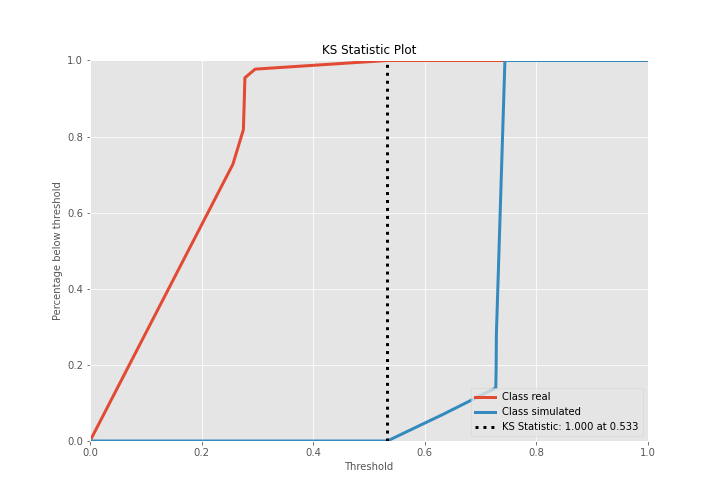 KS Statistic Plot
1.0
0.8
0.6
0.4
0.2
0.0
Percentage below threshold
0.0 0.2 0.4 0.6 0.8 1.0
Threshold
Class real
Class simulated
KS Statistic: 1.000 at 0.533